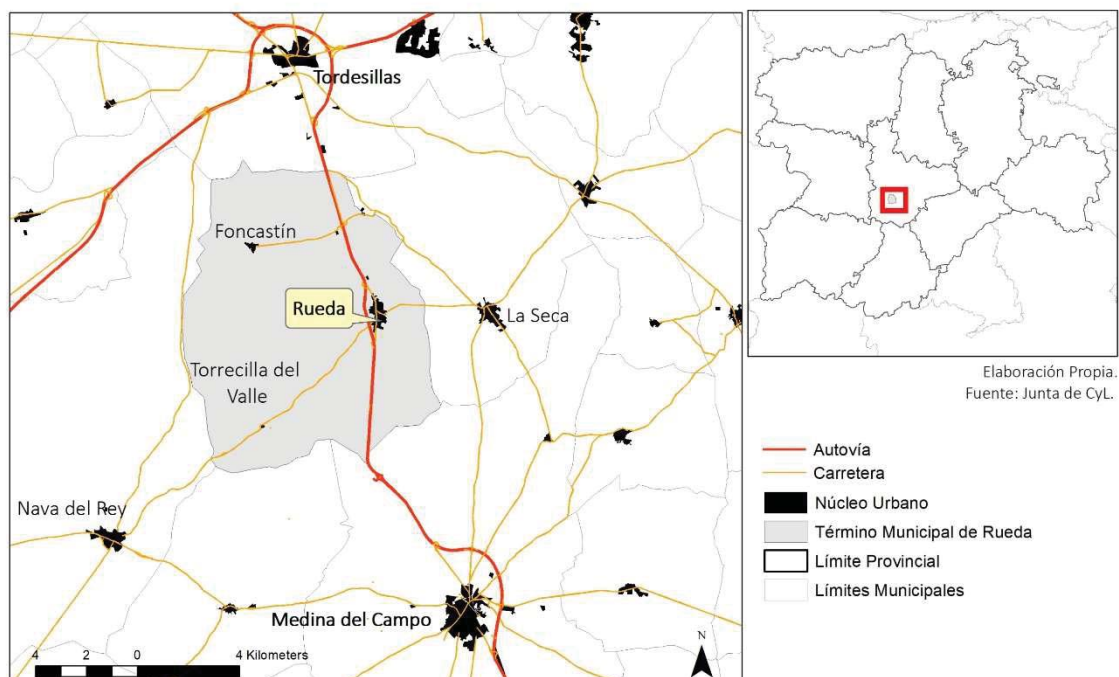 Tordesillas
Foncastín
Rueda
La Seca
Torrecilla del
Valle
Nava del Rey
Medina del Campo
4 2 0 4 Kilometers
N
Elaboración Propia.
Fuente: Junta de CyL.
Autovía
Carretera
Núcleo Urbano
Término Municipal de Rueda
Límite Provincial
Límites Municipales